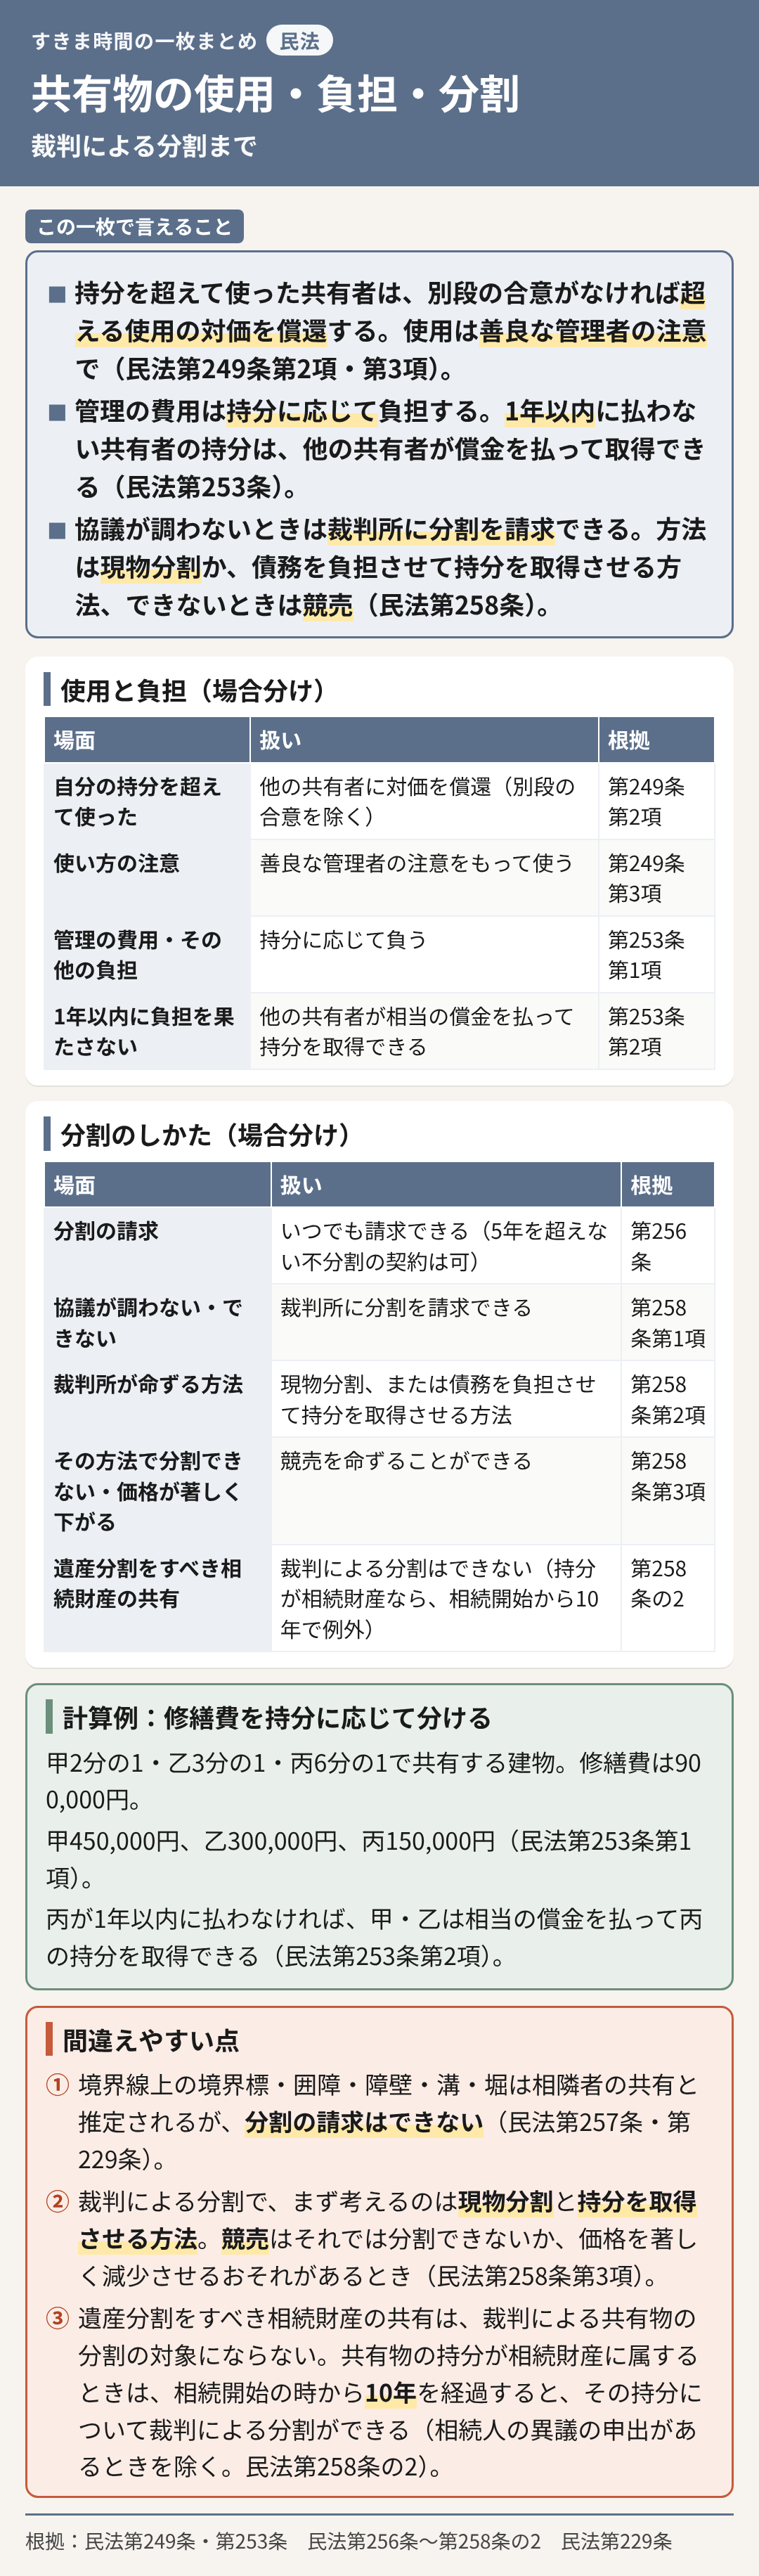 すきま時間の一枚まとめ 民法
共有物の使用・負担・分割
裁判による分割まで
この一枚で言えること
■ 持分を超えて使った共有者は、別段の合意がなければ超
える使用の対価を償還する。使用は善良な管理者の注意
で（民法第249条第2項・第3項）。
■ 管理の費用は持分に応じて負担する。1年以内に払わな
い共有者の持分は、他の共有者が償金を払って取得でき
る（民法第253条）。
■ 協議が調わないときは裁判所に分割を請求できる。方法
は現物分割か、債務を負担させて持分を取得させる方
法、できないときは競売（民法第258条）。
使用と負担（場合分け）
場面 扱い 根拠
自分の持分を超え
て使った
他の共有者に対価を償還（別段の
合意を除く）
第249条
第2項
使い方の注意
善良な管理者の注意をもって使う
第249条
第3項
管理の費用・その
他の負担
持分に応じて負う
第253条
第1項
1年以内に負担を果
たさない
他の共有者が相当の償金を払って
持分を取得できる
第253条
第2項
分割のしかた（場合分け）
場面 扱い 根拠
分割の請求
いつでも請求できる（5年を超えな
い不分割の契約は可）
第256
条
協議が調わない・で
きない
裁判所に分割を請求できる
第258
条第1項
裁判所が命ずる方法
現物分割、または債務を負担させ
て持分を取得させる方法
第258
条第2項
その方法で分割でき
ない・価格が著しく
下がる
競売を命ずることができる
第258
条第3項
遺産分割をすべき相
続財産の共有
裁判による分割はできない（持分
が相続財産なら、相続開始から10
年で例外）
第258
条の2
計算例：修繕費を持分に応じて分ける
甲2分の1・乙3分の1・丙6分の1で共有する建物。修繕費は90
0,000円。
甲450,000円、乙300,000円、丙150,000円（民法第253条第1
項）。
丙が1年以内に払わなければ、甲・乙は相当の償金を払って丙
の持分を取得できる（民法第253条第2項）。
間違えやすい点
① 境界線上の境界標・囲障・障壁・溝・堀は相隣者の共有と
推定されるが、分割の請求はできない（民法第257条・第
229条）。
② 裁判による分割で、まず考えるのは現物分割と持分を取得
させる方法。競売はそれでは分割できないか、価格を著し
く減少させるおそれがあるとき（民法第258条第3項）。
③ 遺産分割をすべき相続財産の共有は、裁判による共有物の
分割の対象にならない。共有物の持分が相続財産に属する
ときは、相続開始の時から10年を経過すると、その持分に
ついて裁判による分割ができる（相続人の異議の申出があ
るときを除く。民法第258条の2）。
根拠：民法第249条・第253条 民法第256条～第258条の2 民法第229条